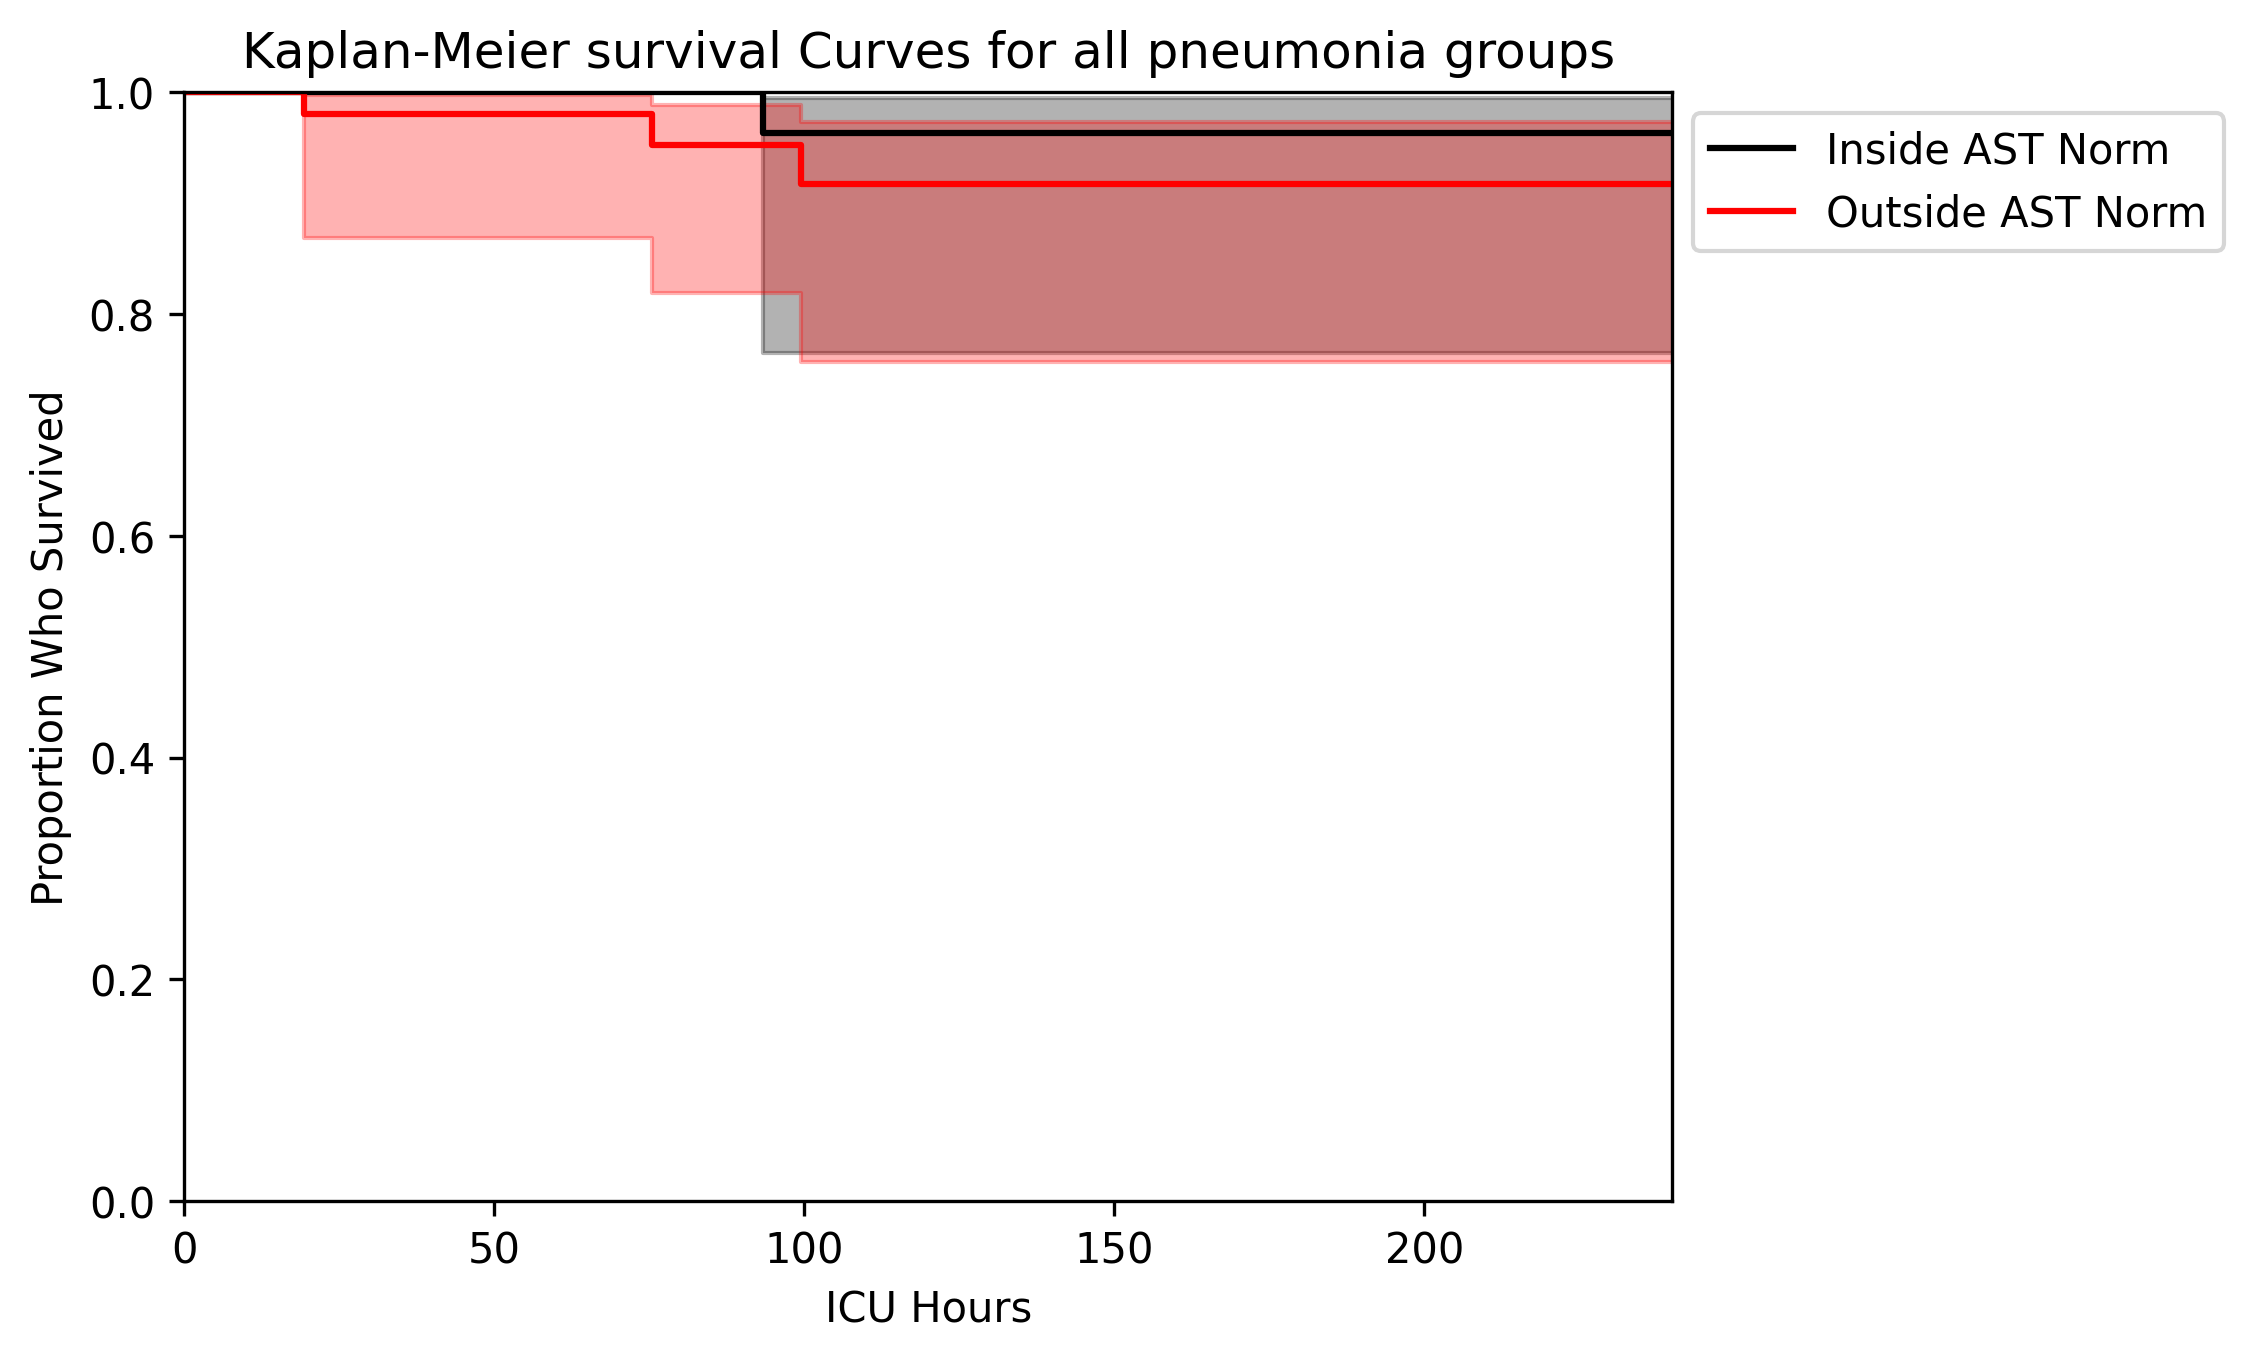 Kaplan-Meier survival Curves for all pneumonia groups
1.0
0.8
0.6
0.4
0.2
0.0
Proportion Who Survived
0 50 100 150 200
ICU Hours
Inside AST Norm
Outside AST Norm